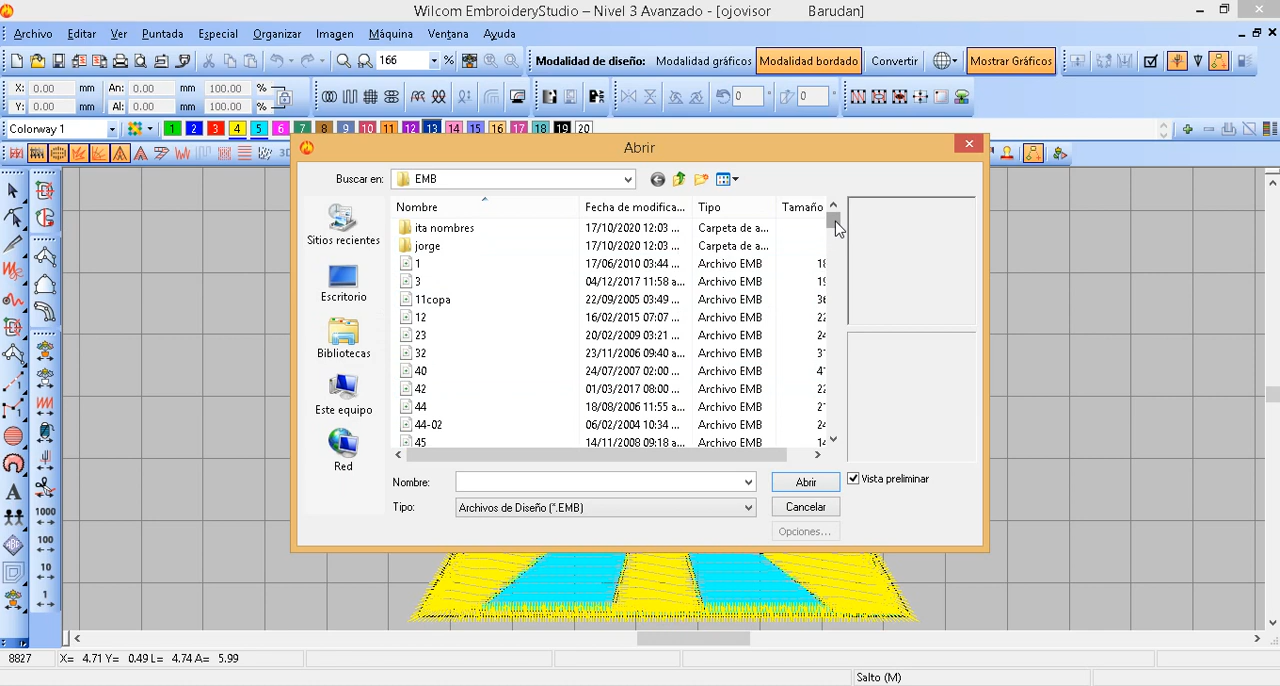 Wilcom EmbroideryStudio – Nivel 3 Avanzado - [ojovisor Barudan]
Archivo Editar Ver Puntada Especial Organizar Imagen Máquina Ventana Ayuda
166 % Modalidad de diseño: Modalidad gráficos Modalidad bordado Convertir Mostrar Gráficos
X: 0.00 mm An: 0.00 mm 100.00 % 0 ° 0 °
Y: 0.00 mm Al: 0.00 mm 100.00 %
Colorway 1 1 2 3 4 5 6 7 8 9 10 11 12 13 14 15 16 17 18 19 20
Abrir
Buscar en: EMB
Nombre Fecha de modifica... Tipo Tamaño
ita nombres 17/10/2020 12:03 ... Carpeta de a...
jorge 17/10/2020 12:03 ... Carpeta de a...
1 17/06/2010 03:44 ... Archivo EMB
3 04/12/2017 11:58 a... Archivo EMB
11copa 22/09/2005 03:49 ... Archivo EMB
12 16/02/2015 07:07 ... Archivo EMB
23 20/02/2009 03:21 ... Archivo EMB
32 23/11/2006 09:40 a... Archivo EMB
40 24/07/2007 02:00 ... Archivo EMB
42 01/03/2017 08:00 ... Archivo EMB
44 18/08/2006 11:55 a... Archivo EMB
44-02 06/02/2004 10:34 ... Archivo EMB
45 14/11/2008 09:18 a... Archivo EMB
Sitios recientes
Escritorio
Bibliotecas
Este equipo
Red
Nombre: Abrir Vista preliminar
Tipo: Archivos de Diseño (*.EMB) Cancelar
Opciones...
1000
100
10
1
8827 X= 4.71 Y= 0.49 L= 4.74 A= 5.99
Salto (M)